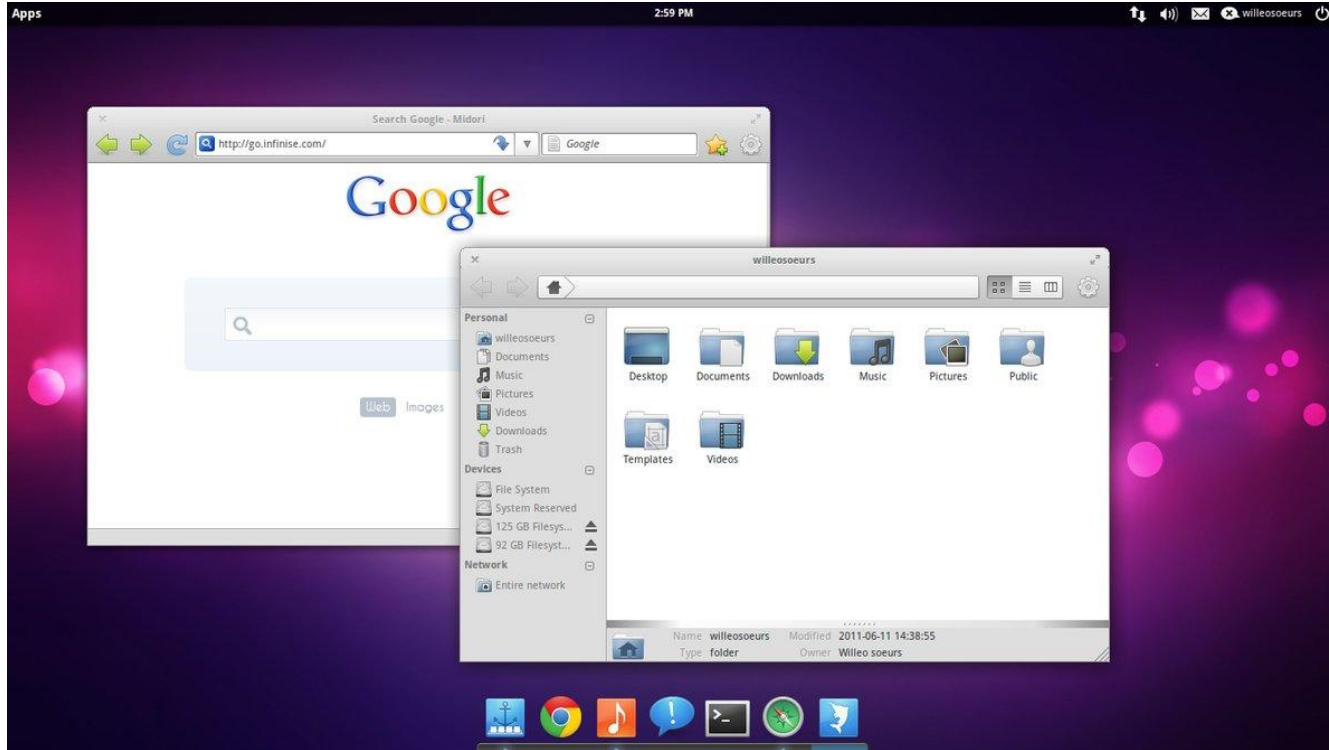 Apps
2:59 PM
willeosoeurs
Search Google - Midori
http://go.infinise.com/
Google
Google
Web Images
willeosoeurs
Personal
willeosoeurs
Documents
Music
Pictures
Videos
Downloads
Trash
Devices
File System
System Reserved
125 GB Filesys...
92 GB Filesyst...
Network
Entire network
Desktop Documents Downloads Music Pictures Public
Templates Videos
Name willeosoeurs Modified 2011-06-11 14:38:55
Type folder Owner Willeo soeurs